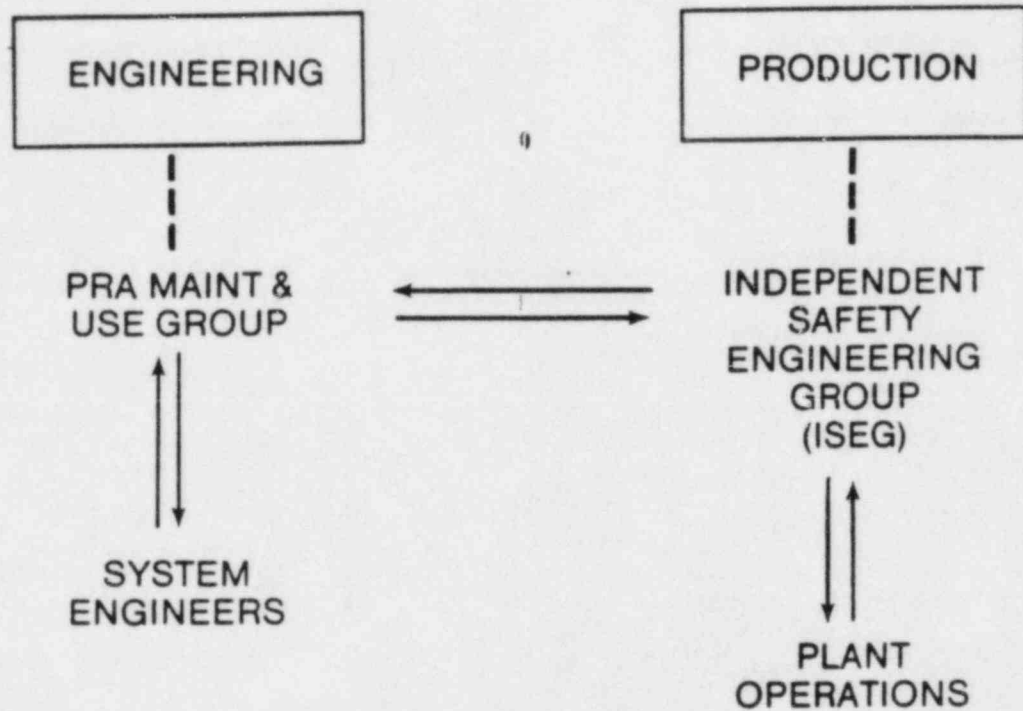 ENGINEERING
PRODUCTION
PRA MAINT &
USE GROUP
INDEPENDENT
SAFETY
ENGINEERING
GROUP
(ISEG)
SYSTEM
ENGINEERS
PLANT
OPERATIONS